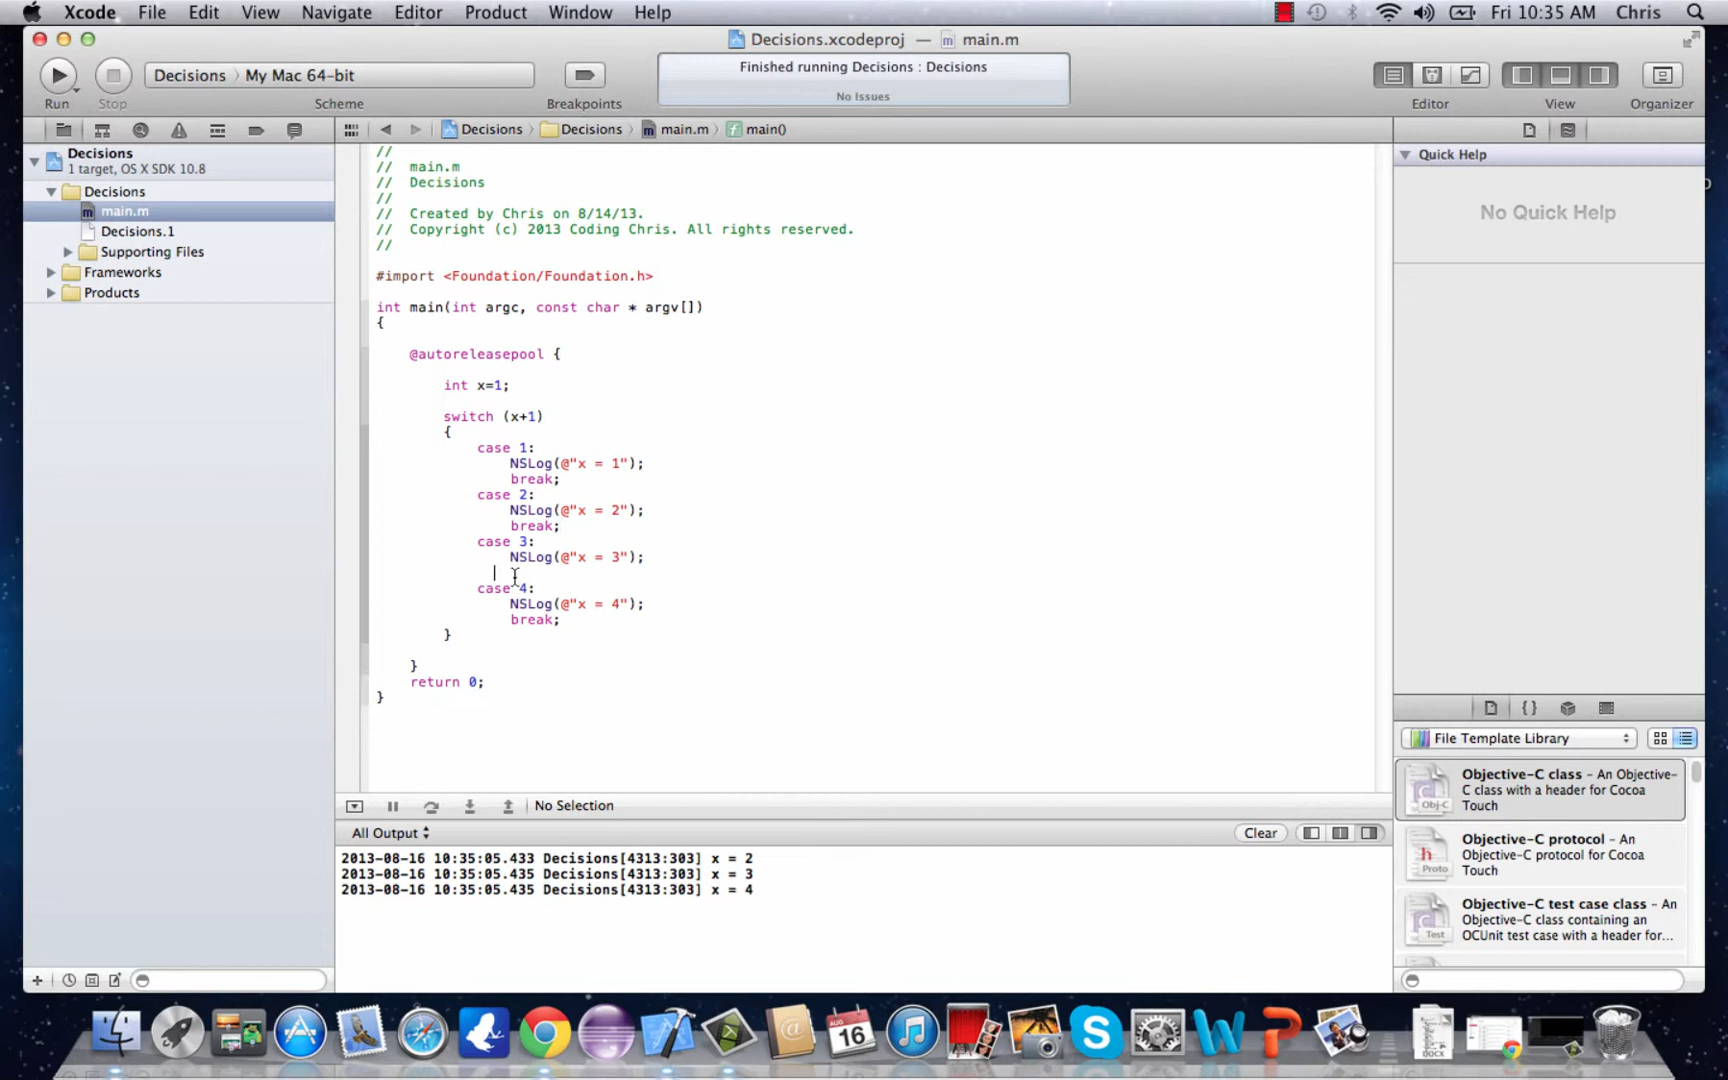 Xcode File Edit View Navigate Editor Product Window Help Fri 10:35 AM Chris
Decisions.xcodeproj — main.m
Decisions My Mac 64-bit
Finished running Decisions : Decisions
No Issues
Run Stop Scheme Breakpoints Editor View Organizer
Decisions Decisions main.m main()
Decisions
1 target, OS X SDK 10.8
Decisions
main.m
Decisions.1
Supporting Files
Frameworks
Products
//
// main.m
// Decisions
//
// Created by Chris on 8/14/13.
// Copyright (c) 2013 Coding Chris. All rights reserved.
//
#import <Foundation/Foundation.h>
int main(int argc, const char * argv[])
{
@autoreleasepool {
int x=1;
switch (x+1)
{
case 1:
NSLog(@"x = 1");
break;
case 2:
NSLog(@"x = 2");
break;
case 3:
NSLog(@"x = 3");
case 4:
NSLog(@"x = 4");
break;
}
}
return 0;
}
Quick Help
No Quick Help
No Selection
All Output
Clear
2013-08-16 10:35:05.433 Decisions[4313:303] x = 2
2013-08-16 10:35:05.435 Decisions[4313:303] x = 3
2013-08-16 10:35:05.435 Decisions[4313:303] x = 4
{}
File Template Library
Obj-C
Objective-C class - An Objective-
C class with a header for Cocoa
Touch
h
Proto
Objective-C protocol - An
Objective-C protocol for Cocoa
Touch
Test
Objective-C test case class - An
Objective-C class containing an
OCUnit test case with a header for...
AUG
16
DOCX